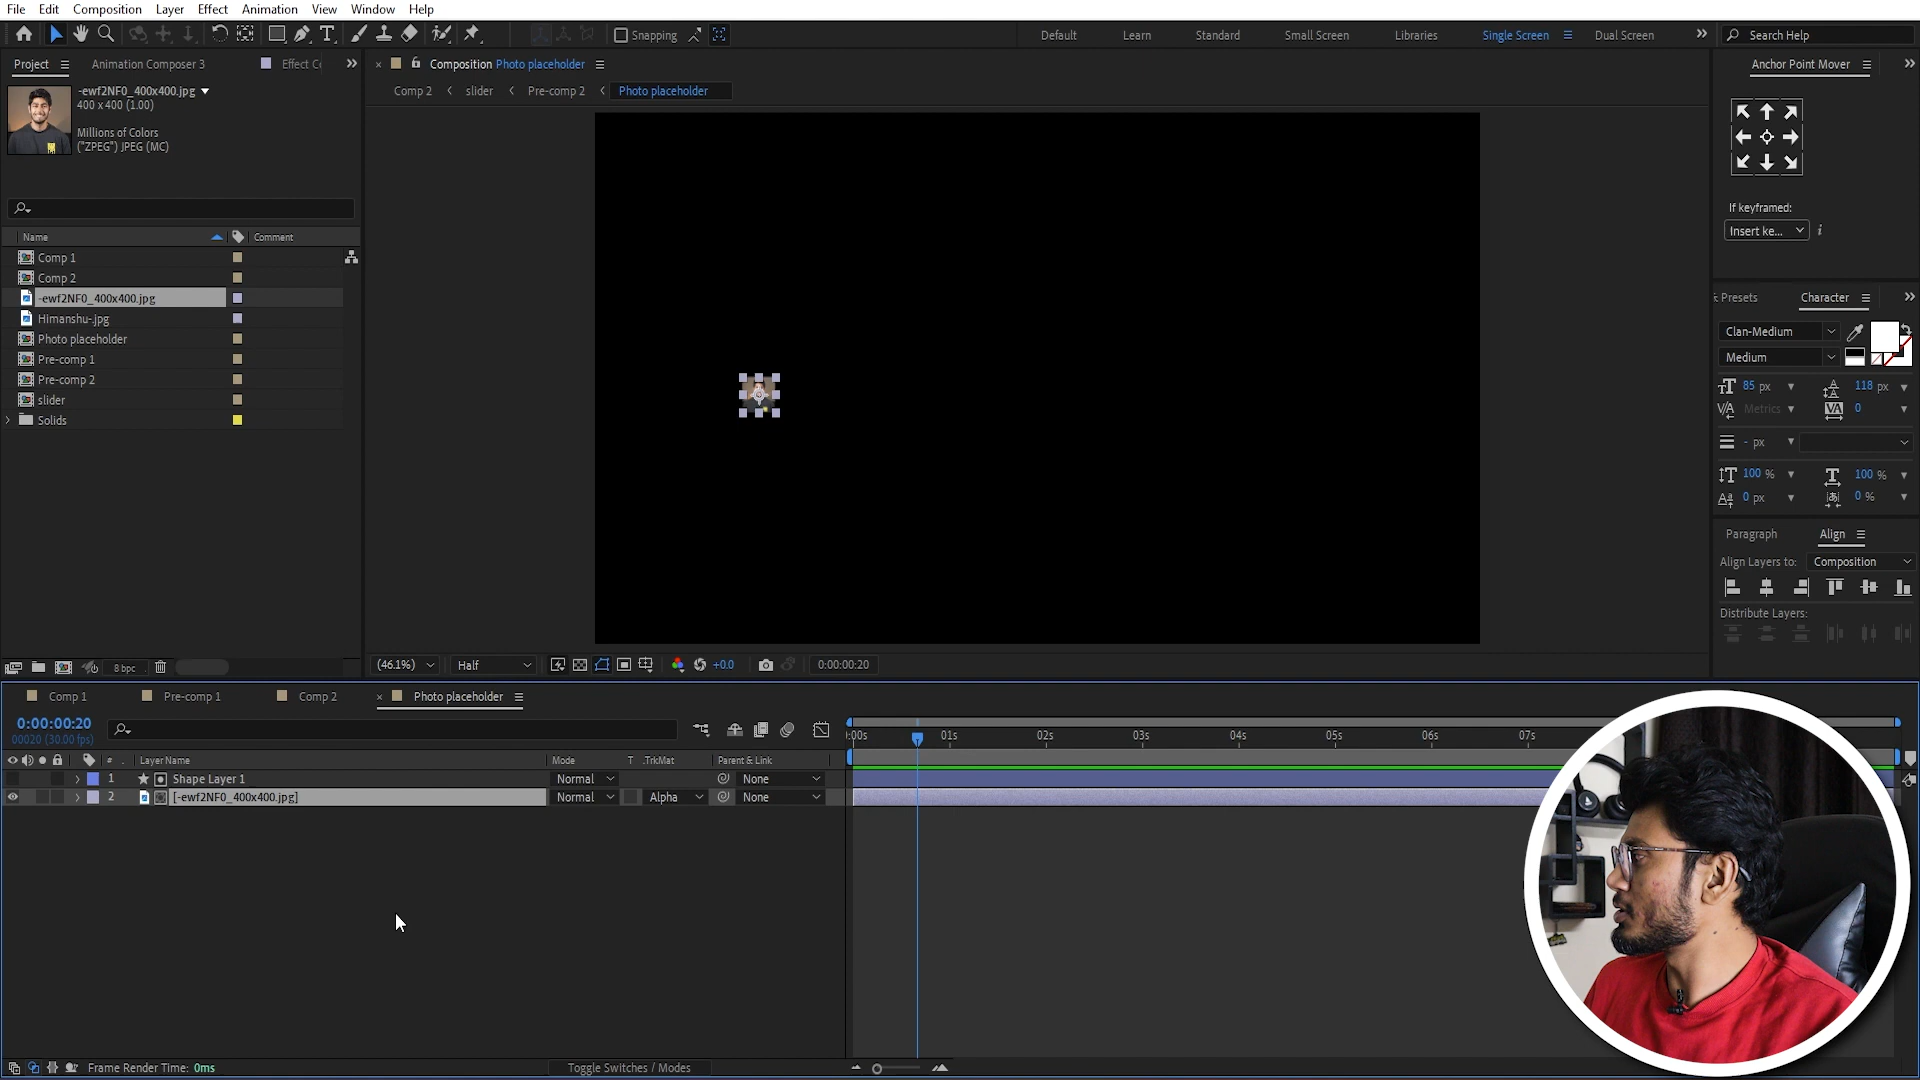 File Edit Composition Layer Effect Animation View Window Help
Snapping
Default Learn Standard Small Screen Libraries Single Screen Dual Screen Search Help
Project Animation Composer 3
Composition Photo placeholder
Anchor Point Mover
-ewf2NF0_400x400.jpg
400 x 400 (1.00)
Millions of Colors
("ZPEG") JPEG (MC)
Comp 2 slider Pre-comp 2 Photo placeholder
If keyframed:
Insert ke...
Name Comment
Comp 1
Comp 2
-ewf2NF0_400x400.jpg
Himanshu-.jpg
Photo placeholder
Pre-comp 1
Pre-comp 2
slider
Solids
Presets Character
Clan-Medium
Medium
85 px 118 px
Metrics 0
- px
100 % 100 %
0 px 0 %
Paragraph Align
Align Layers to: Composition
Distribute Layers:
8 bpc
(46.1%) Half +0.0 0:00:00:20
Comp 1 Pre-comp 1 Comp 2 Photo placeholder
0:00:00:20
00020 (30.00 fps)
:00s 01s 02s 03s 04s 05s 06s 07s
# . Layer Name Mode T .TrkMat Parent & Link
1 Shape Layer 1 Normal None
2 [-ewf2NF0_400x400.jpg] Normal Alpha None
Frame Render Time: 0ms
Toggle Switches / Modes